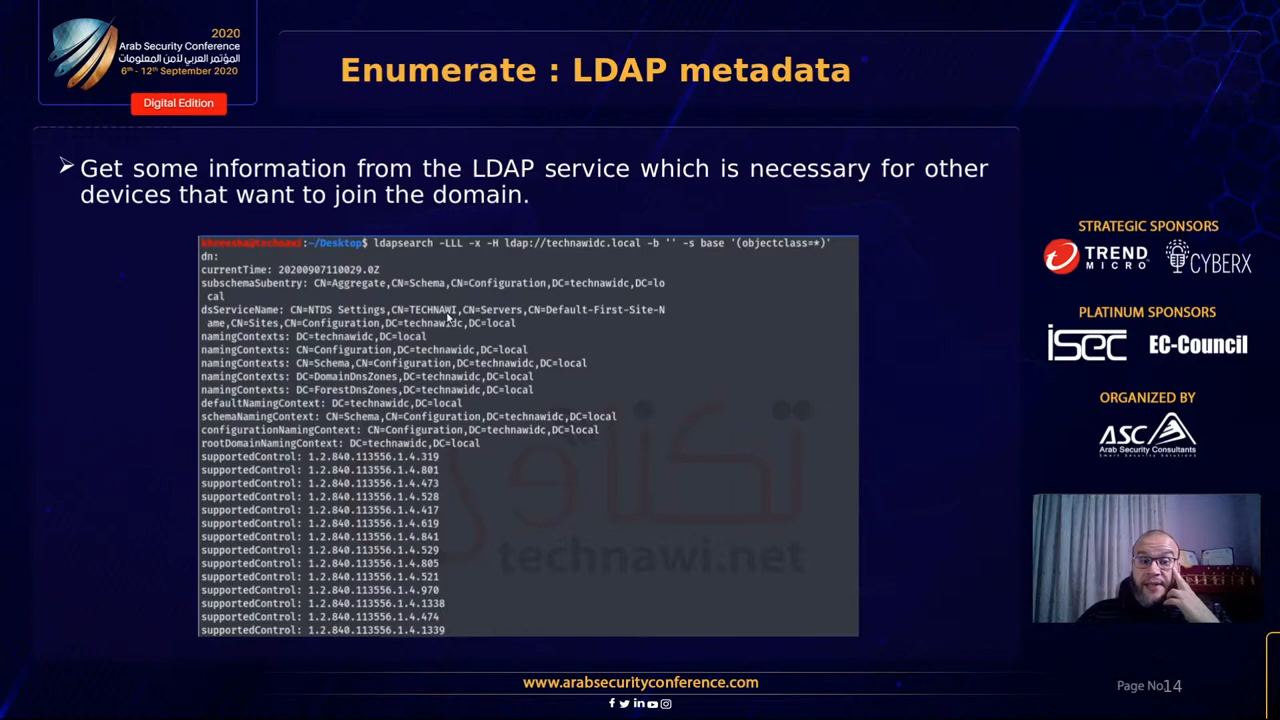 2020
Arab Security Conference
المؤتمر العربي لأمن المعلومات
6th - 12th September 2020
Digital Edition
Enumerate : LDAP metadata
Get some information from the LDAP service which is necessary for other
devices that want to join the domain.
khreesha@technawi:~/Desktop$ ldapsearch -LLL -x -H ldap://technawidc.local -b '' -s base '(objectclass=*)'
dn:
currentTime: 20200907110029.0Z
subschemaSubentry: CN=Aggregate,CN=Schema,CN=Configuration,DC=technawidc,DC=lo
cal
dsServiceName: CN=NTDS Settings,CN=TECHNAWI,CN=Servers,CN=Default-First-Site-N
ame,CN=Sites,CN=Configuration,DC=technawidc,DC=local
namingContexts: DC=technawidc,DC=local
namingContexts: CN=Configuration,DC=technawidc,DC=local
namingContexts: CN=Schema,CN=Configuration,DC=technawidc,DC=local
namingContexts: DC=DomainDnsZones,DC=technawidc,DC=local
namingContexts: DC=ForestDnsZones,DC=technawidc,DC=local
defaultNamingContext: DC=technawidc,DC=local
schemaNamingContext: CN=Schema,CN=Configuration,DC=technawidc,DC=local
configurationNamingContext: CN=Configuration,DC=technawidc,DC=local
rootDomainNamingContext: DC=technawidc,DC=local
supportedControl: 1.2.840.113556.1.4.319
supportedControl: 1.2.840.113556.1.4.801
supportedControl: 1.2.840.113556.1.4.473
supportedControl: 1.2.840.113556.1.4.528
supportedControl: 1.2.840.113556.1.4.417
supportedControl: 1.2.840.113556.1.4.619
supportedControl: 1.2.840.113556.1.4.841
supportedControl: 1.2.840.113556.1.4.529
supportedControl: 1.2.840.113556.1.4.805
supportedControl: 1.2.840.113556.1.4.521
supportedControl: 1.2.840.113556.1.4.970
supportedControl: 1.2.840.113556.1.4.1338
supportedControl: 1.2.840.113556.1.4.474
supportedControl: 1.2.840.113556.1.4.1339
تكناوي
technawi.net
STRATEGIC SPONSORS
TREND MICRO
CYBERX
PLATINUM SPONSORS
isec
EC-Council
ORGANIZED BY
ASC
Arab Security Consultants
Smart Security Solutions
www.arabsecurityconference.com
Page No14